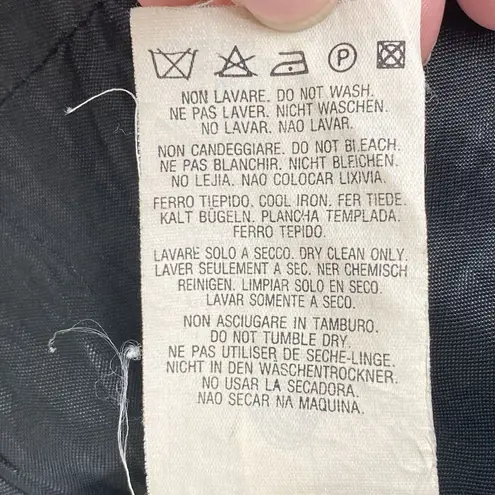 P
NON LAVARE. DO NOT WASH.
NE PAS LAVER. NICHT WASCHEN.
NO LAVAR. NAO LAVAR.
NON CANDEGGIARE. DO NOT BLEACH.
NE PAS BLANCHIR. NICHT BLEICHEN.
NO LEJIA. NAO COLOCAR LIXIVIA.
FERRO TIEPIDO. COOL IRON. FER TIEDE.
KALT BÜGELN. PLANCHA TEMPLADA.
FERRO TEPIDO.
LAVARE SOLO A SECCO. DRY CLEAN ONLY.
LAVER SEULEMENT A SEC. NER CHEMISCH
REINIGEN. LIMPIAR SOLO EN SECO.
LAVAR SOMENTE A SECO.
NON ASCIUGARE IN TAMBURO.
DO NOT TUMBLE DRY.
NE PAS UTILISER DE SECHE-LINGE.
NICHT IN DEN WÄSCHENTROCKNER.
NO USAR LA SECADORA.
NAO SECAR NA MAQUINA.